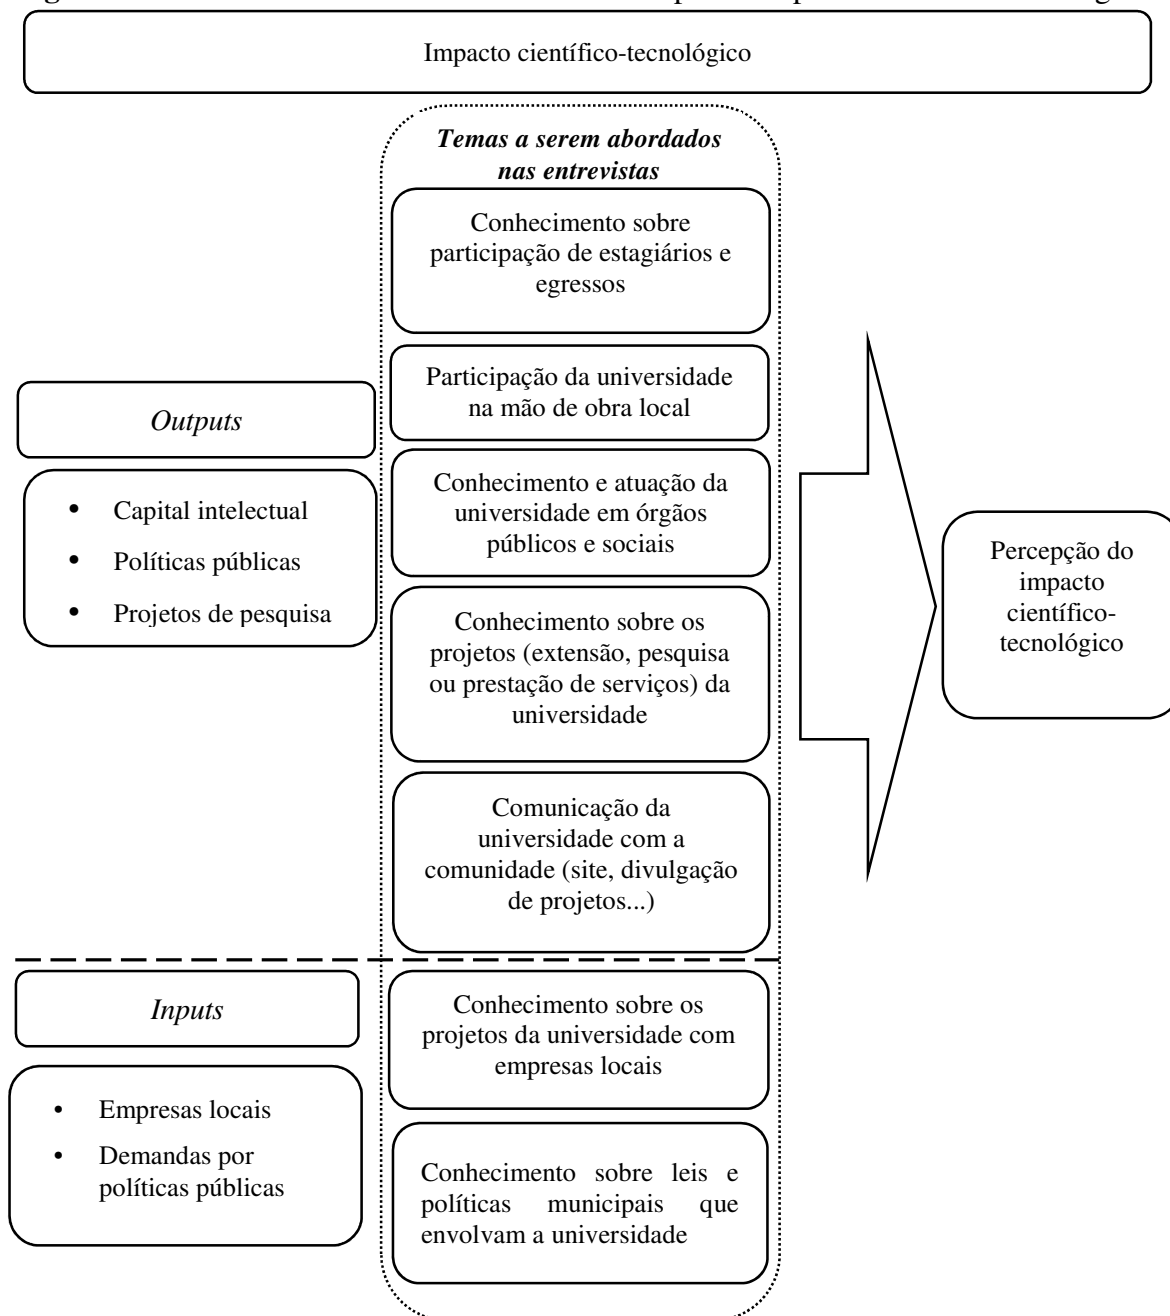 Impacto científico-tecnológico
Temas a serem abordados
nas entrevistas
Conhecimento sobre
participação de estagiários e
egressos
Participação da universidade
na mão de obra local
Outputs
Conhecimento e atuação da
universidade em órgãos
públicos e sociais
• Capital intelectual
• Políticas públicas
• Projetos de pesquisa
Conhecimento sobre os
projetos (extensão, pesquisa
ou prestação de serviços) da
universidade
Percepção do
impacto
científico-
tecnológico
Comunicação da
universidade com a
comunidade (site, divulgação
de projetos...)
Inputs
Conhecimento sobre os
projetos da universidade com
empresas locais
• Empresas locais
• Demandas por
políticas públicas
Conhecimento sobre leis e
políticas municipais que
envolvam a universidade